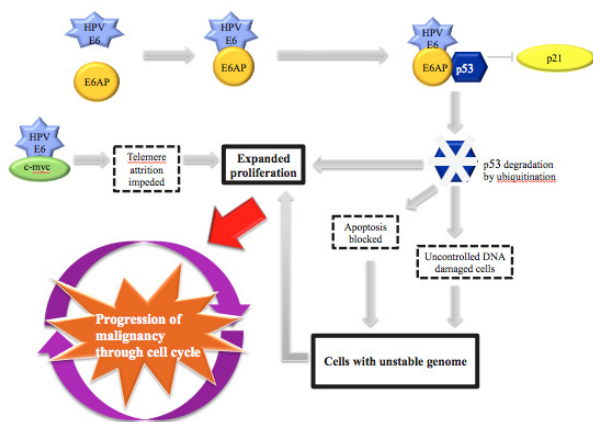 HPV
E6
HPV
E6
HPV
E6
E6AP
E6AP
E6AP
p53
p21
HPV
E6
c-myc
Telemere
attrition
impeded
Expanded
proliferation
p53 degradation
by ubiquitination
Apoptosis
blocked
Uncontrolled DNA
damaged cells
Progression of
malignancy
through cell cycle
Cells with unstable genome